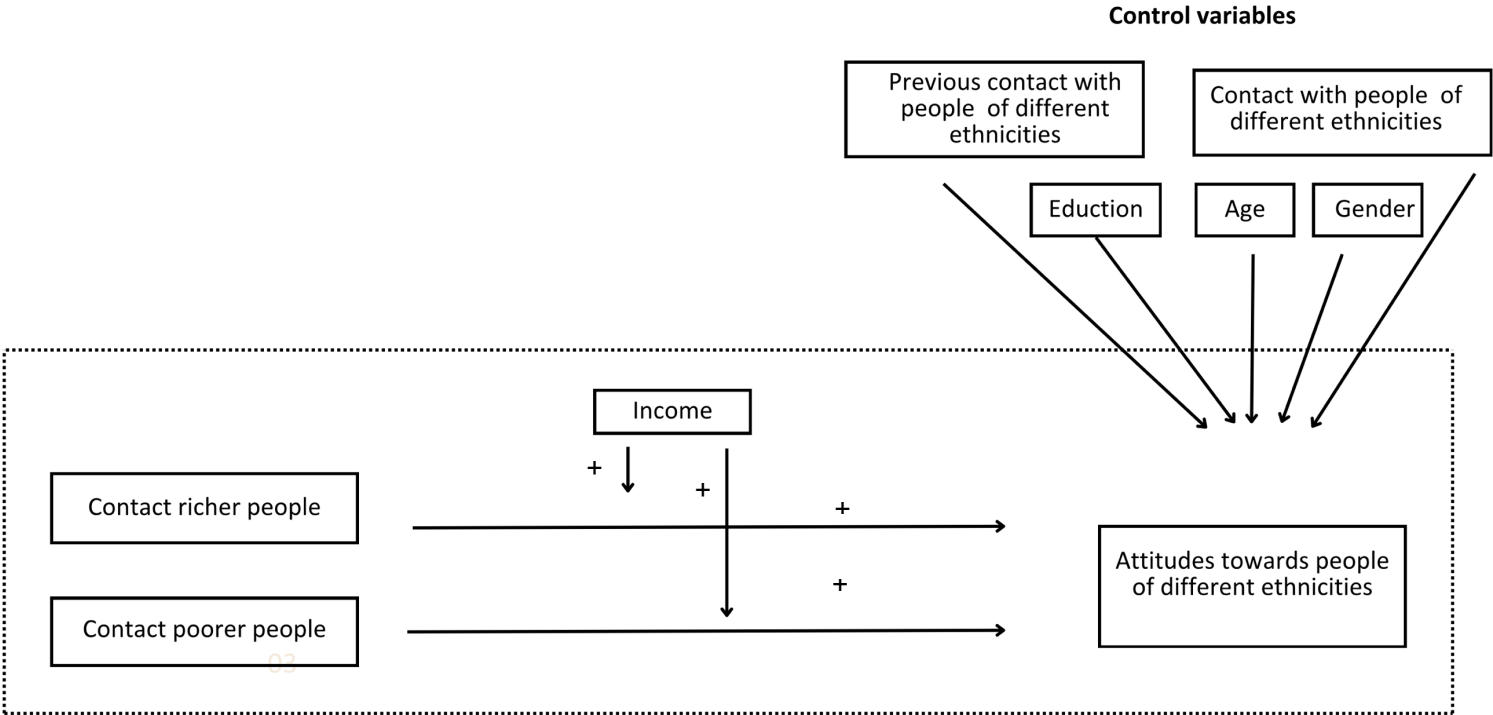 Control variables
Previous contact with
people of different
ethnicities
Contact with people of
different ethnicities
Eduction
Age
Gender
Income
+
+
+
Contact richer people
+
Attitudes towards people
of different ethnicities
Contact poorer people
03